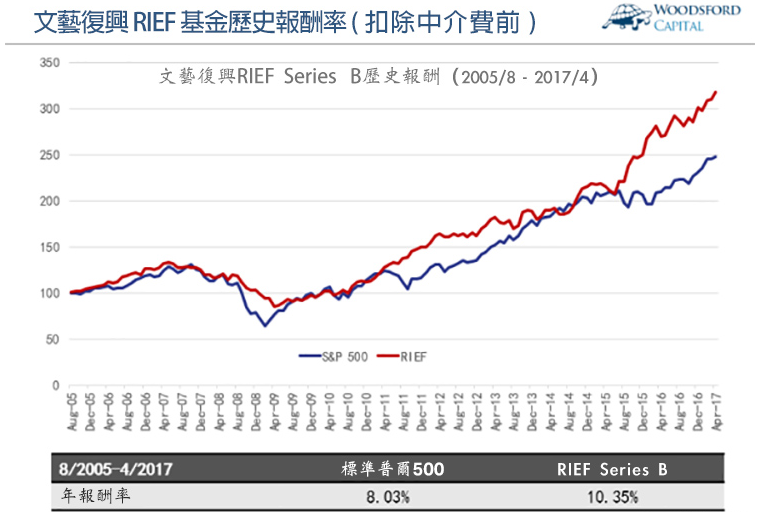 文藝復興 RIEF 基金歷史報酬率 ( 扣除中介費前 )
WOODSFORD
CAPITAL
文藝復興RIEF Series B歷史報酬 (2005/8 - 2017/4)
350
300
250
200
150
100
50
0
S&P 500
RIEF
Aug-05
Dec-05
Apr-06
Aug-06
Dec-06
Apr-07
Aug-07
Dec-07
Apr-08
Aug-08
Dec-08
Apr-09
Aug-09
Dec-09
Apr-10
Aug-10
Dec-10
Apr-11
Aug-11
Dec-11
Apr-12
Aug-12
Dec-12
Apr-13
Aug-13
Dec-13
Apr-14
Aug-14
Dec-14
Apr-15
Aug-15
Dec-15
Apr-16
Aug-16
Dec-16
Apr-17
8/2005-4/2017 標準普爾500 RIEF Series B
年報酬率 8.03% 10.35%